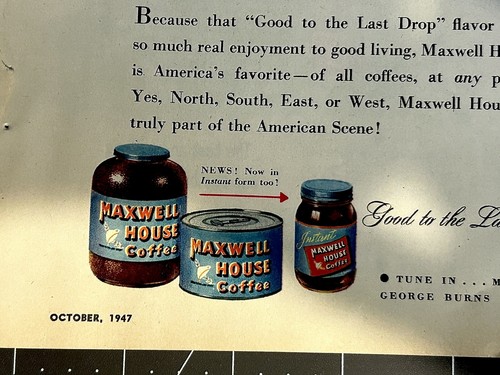 Because that “Good to the Last Drop” flavor
so much real enjoyment to good living, Maxwell H
is America's favorite—of all coffees, at any p
Yes, North, South, East, or West, Maxwell Hou
truly part of the American Scene!
NEWS! Now in
Instant form too!
MAXWELL
HOUSE
Coffee
MAXWELL
HOUSE
Coffee
Instant
MAXWELL
HOUSE
Coffee
Good to the La
● TUNE IN . . . M
GEORGE BURNS
OCTOBER, 1947